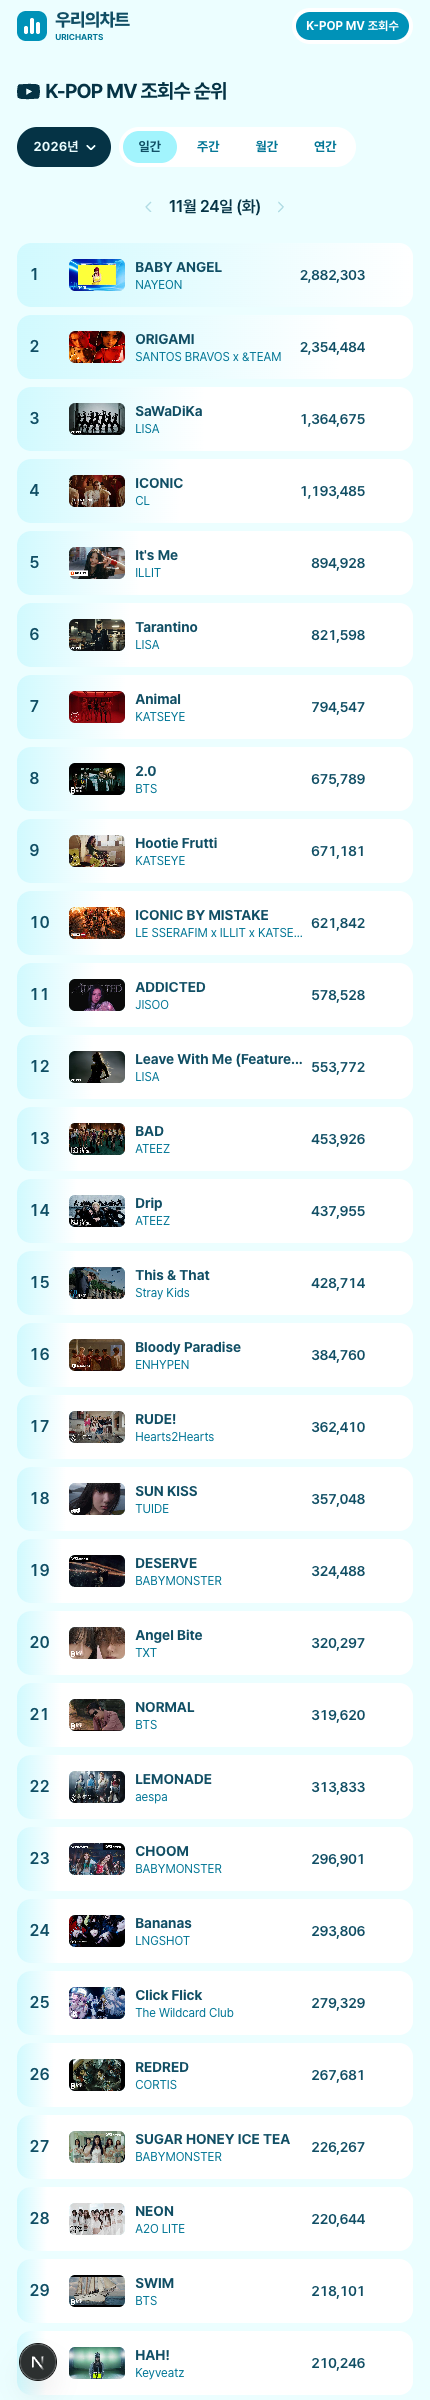 우리의차트
URICHARTS
K-POP MV 조회수
K-POP MV 조회수 순위
2026년
일간
주간
월간
연간
11월 24일 (화)
1
BABY ANGEL
NAYEON
2,882,303
2
ORIGAMI
SANTOS BRAVOS x &TEAM
2,354,484
3
SaWaDiKa
LISA
1,364,675
4
ICONIC
CL
1,193,485
5
It's Me
ILLIT
894,928
6
Tarantino
LISA
821,598
7
Animal
KATSEYE
794,547
8
2.0
BTS
675,789
9
Hootie Frutti
KATSEYE
671,181
10
ICONIC BY MISTAKE
LE SSERAFIM x ILLIT x KATSE...
621,842
11
ADDICTED
JISOO
578,528
12
Leave With Me (Feature...
LISA
553,772
13
BAD
ATEEZ
453,926
14
Drip
ATEEZ
437,955
15
This & That
Stray Kids
428,714
16
Bloody Paradise
ENHYPEN
384,760
17
RUDE!
Hearts2Hearts
362,410
18
SUN KISS
TUIDE
357,048
19
DESERVE
BABYMONSTER
324,488
20
Angel Bite
TXT
320,297
21
NORMAL
BTS
319,620
22
LEMONADE
aespa
313,833
23
CHOOM
BABYMONSTER
296,901
24
Bananas
LNGSHOT
293,806
25
Click Flick
The Wildcard Club
279,329
26
REDRED
CORTIS
267,681
27
SUGAR HONEY ICE TEA
BABYMONSTER
226,267
28
NEON
A2O LITE
220,644
29
SWIM
BTS
218,101
HAH!
Keyveatz
210,246
N